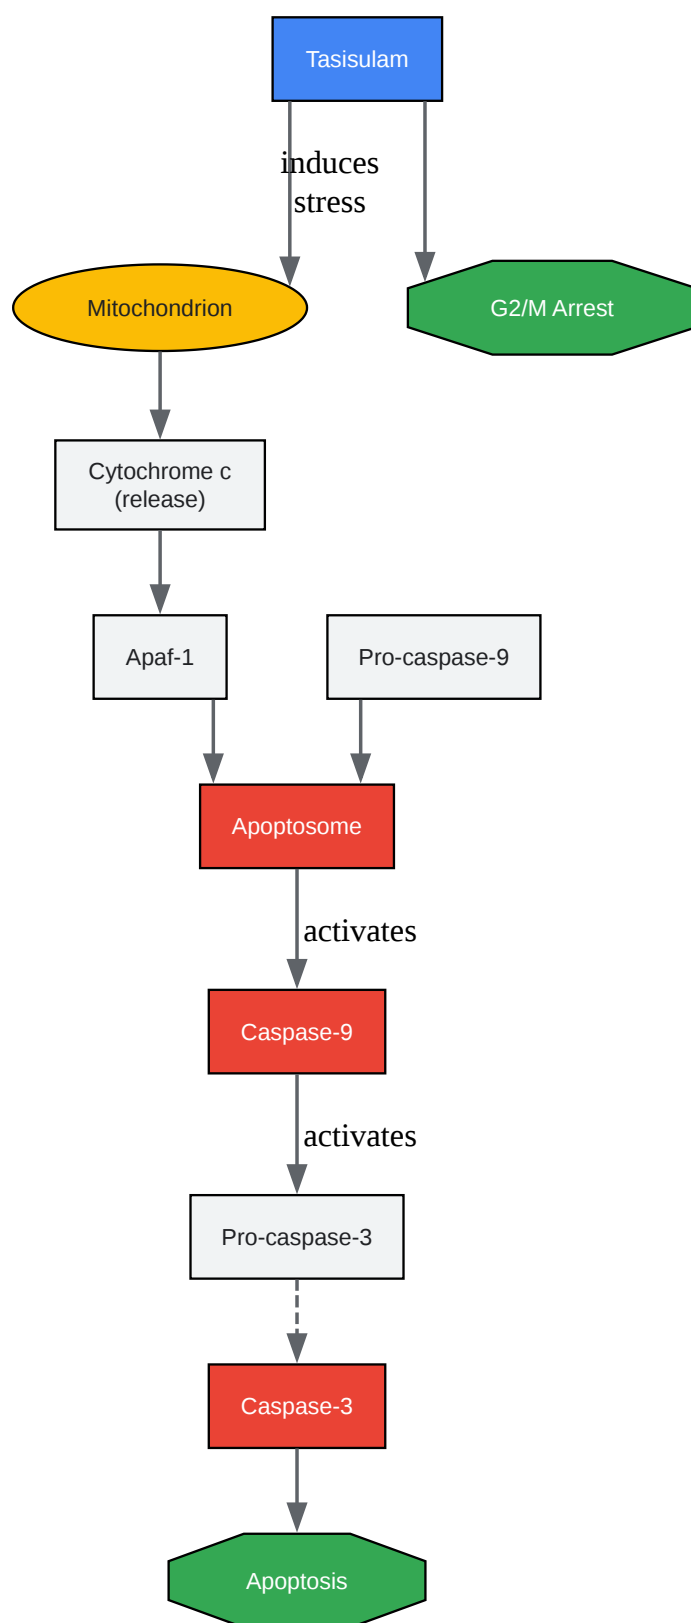 Tasisulam
induces
stress
Mitochondrion
G2/M Arrest
Cytochrome c
(release)
Apaf-1
Pro-caspase-9
Apoptosome
activates
Caspase-9
activates
Pro-caspase-3
Caspase-3
Apoptosis